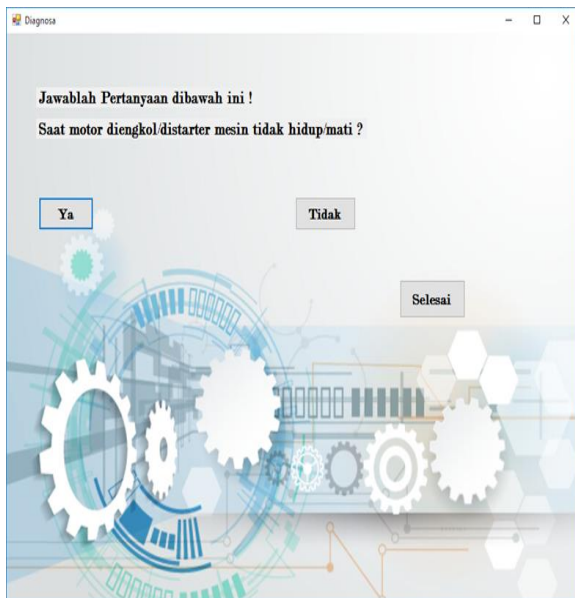 Diagnosa
Jawablah Pertanyaan dibawah ini !
Saat motor diengkol/distarter mesin tidak hidup/mati ?
Ya
Tidak
Selesai